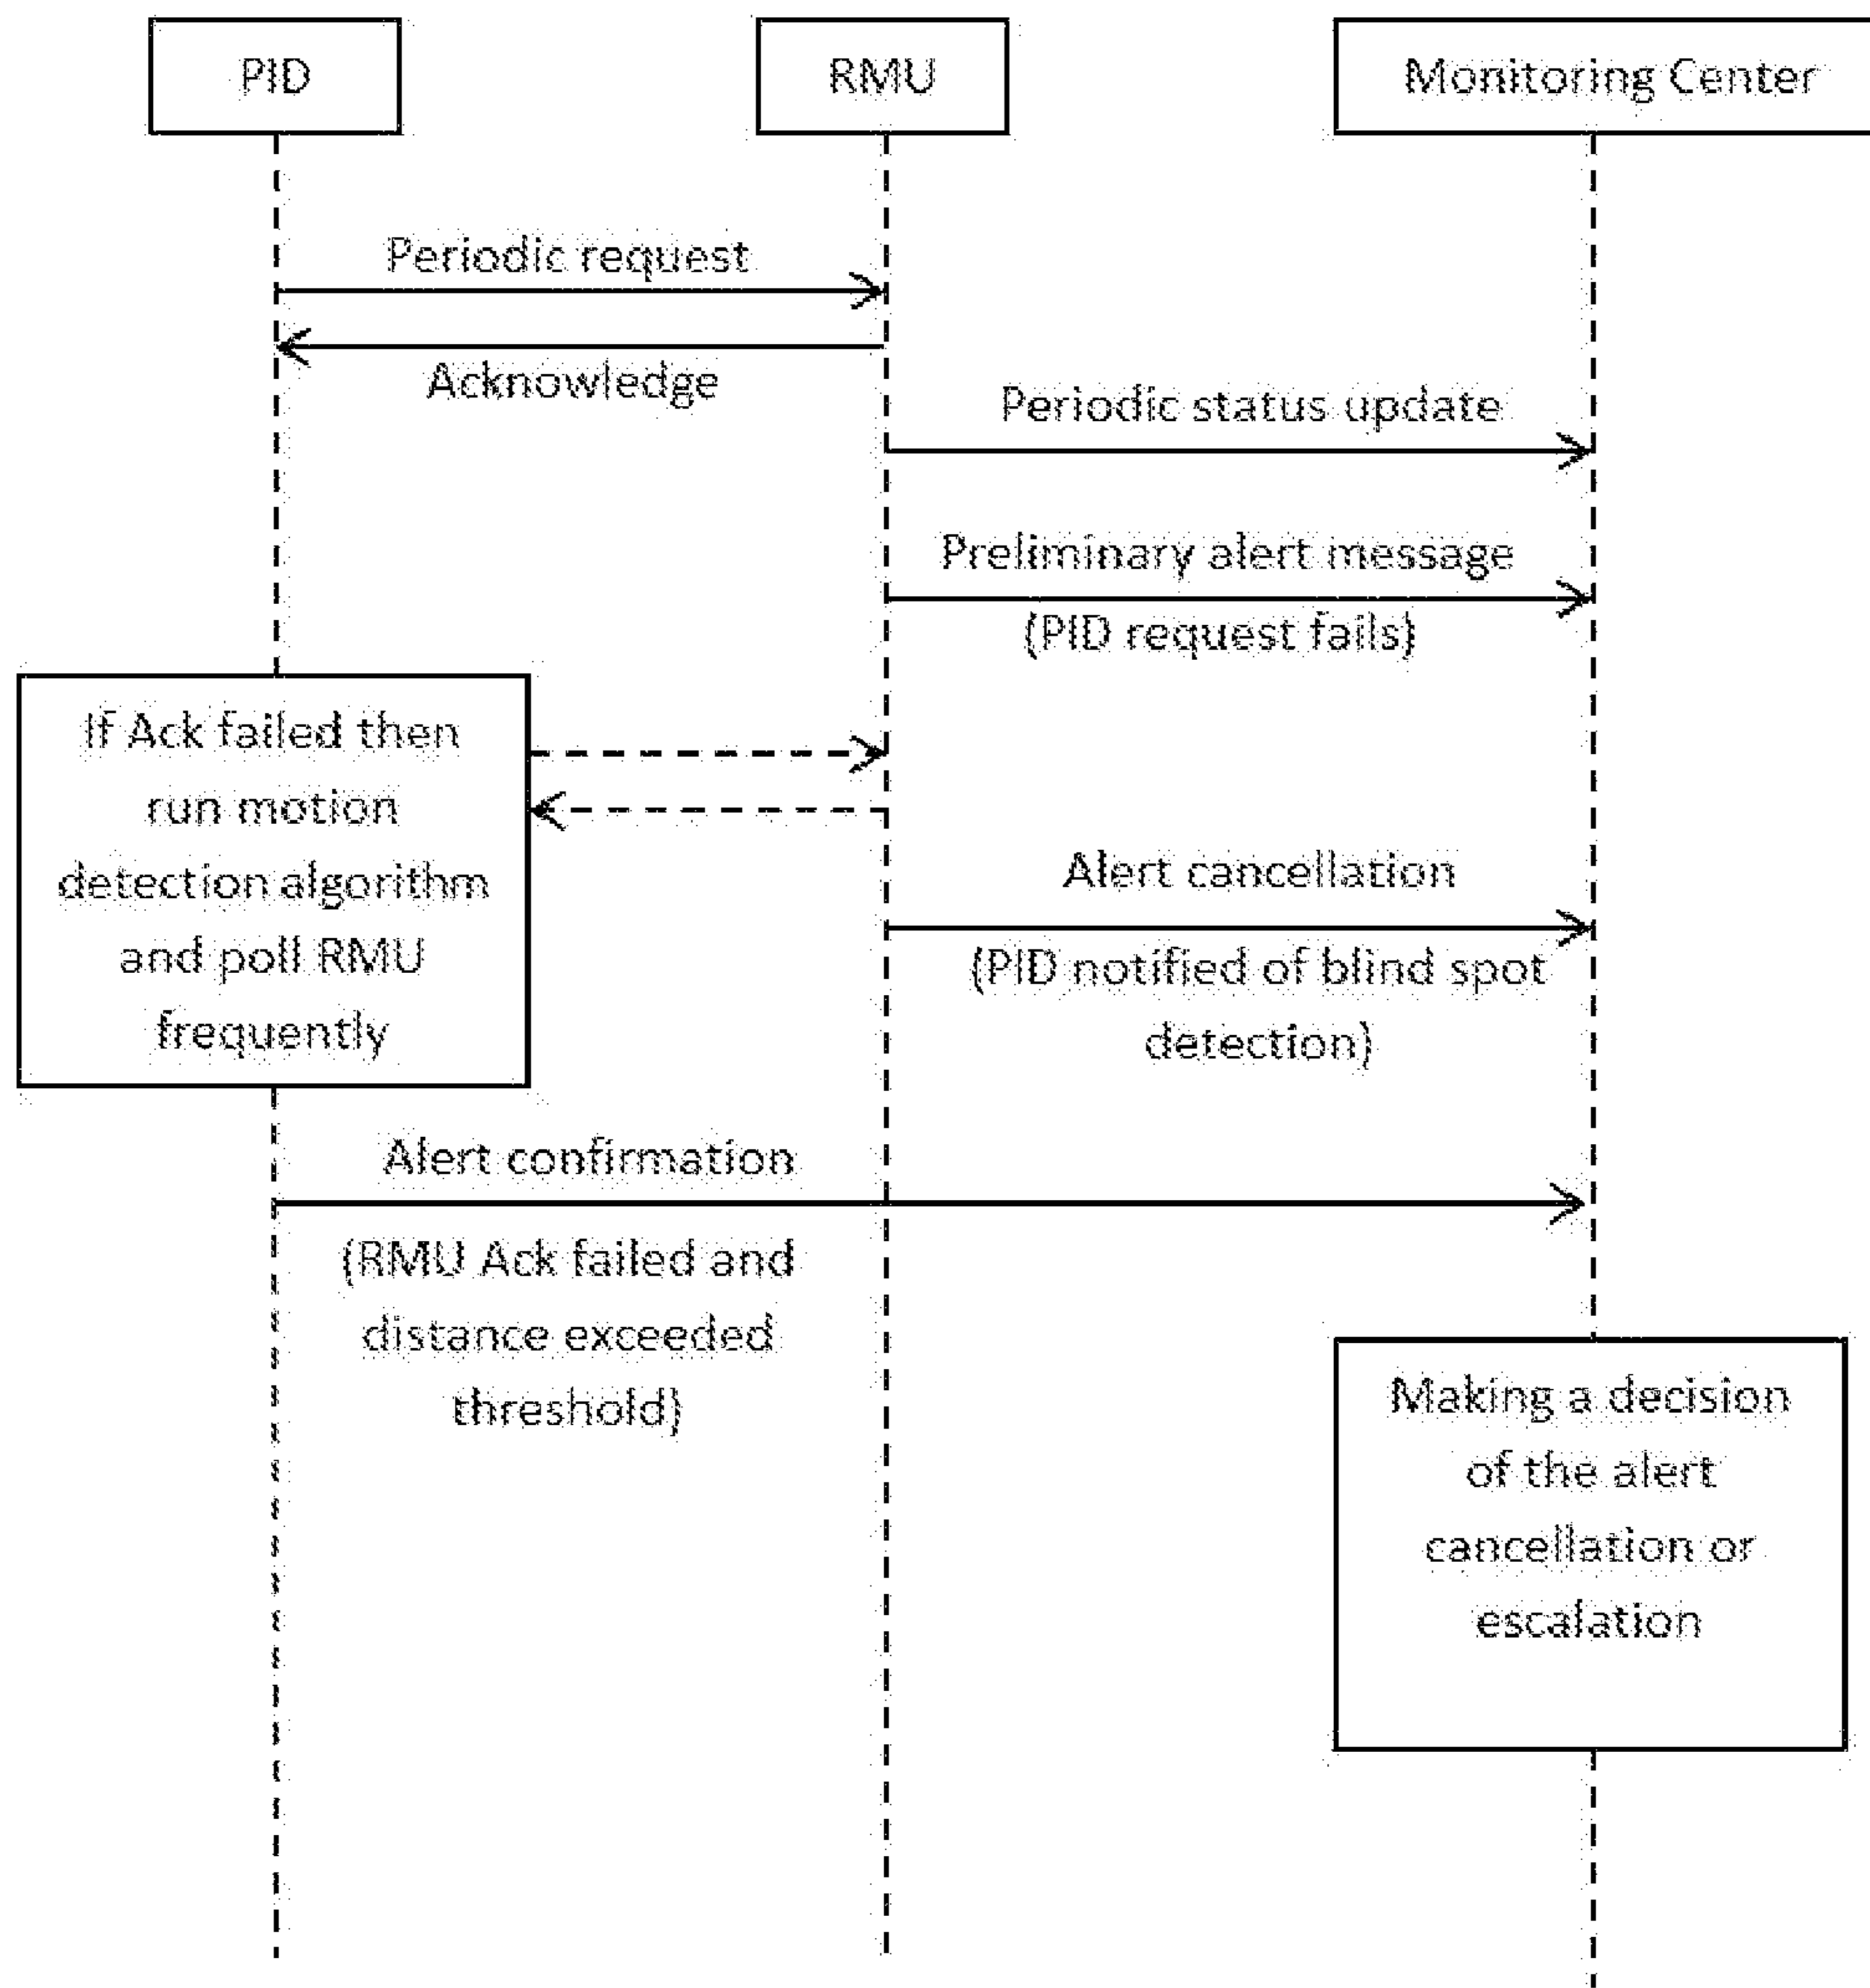 PID
RMU
Monitoring Center
Periodic request
Acknowledge
Periodic status update
Preliminary alert message
(PID request fails)
If Ack failed then
run motion
detection algorithm
and poll RMU
frequently
Alert cancellation
(PID notified of blind spot
detection)
Alert confirmation
(RMU Ack failed and
distance exceeded
threshold)
Making a decision
of the alert
cancellation or
escalation